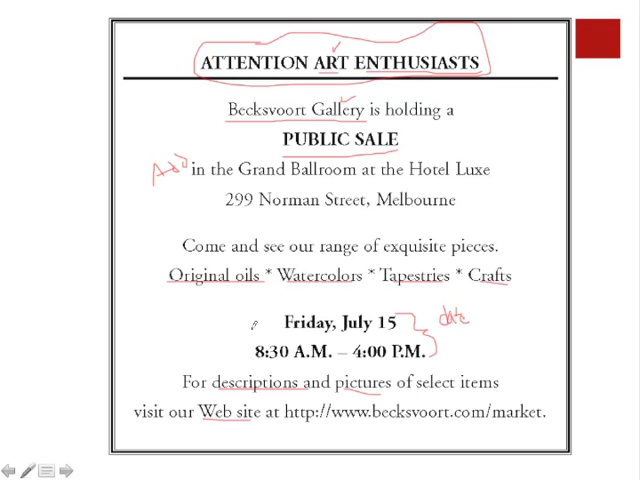 ATTENTION ART ENTHUSIASTS
Becksvoort Gallery is holding a
PUBLIC SALE
Add
in the Grand Ballroom at the Hotel Luxe
299 Norman Street, Melbourne
Come and see our range of exquisite pieces.
Original oils * Watercolors * Tapestries * Crafts
Friday, July 15
date
8:30 A.M. – 4:00 P.M.
For descriptions and pictures of select items
visit our Web site at http://www.becksvoort.com/market.